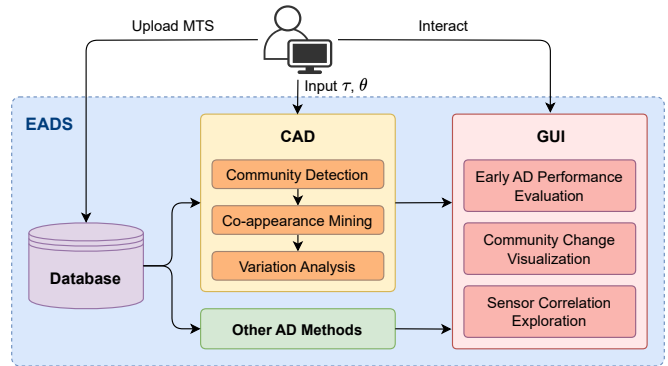 Upload MTS
Interact
Input τ, θ
EADS
CAD
Community Detection
Co-appearance Mining
Variation Analysis
Database
Other AD Methods
GUI
Early AD Performance
Evaluation
Community Change
Visualization
Sensor Correlation
Exploration